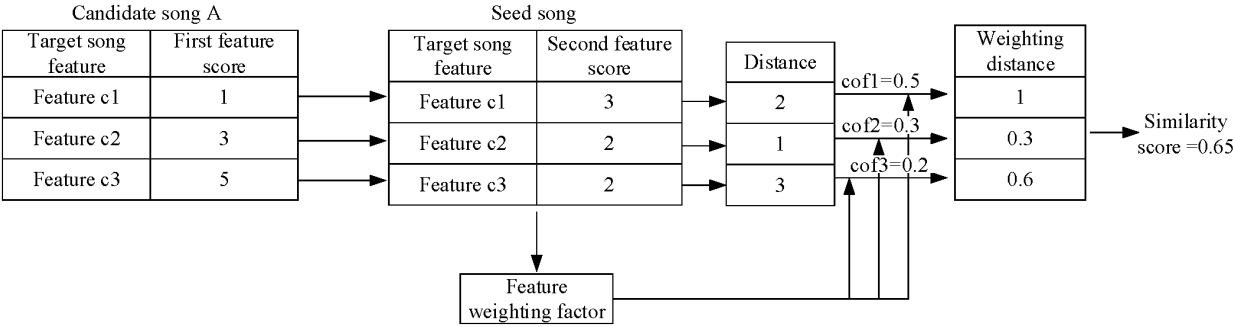 Candidate song A
Target song
feature
First feature
score
Feature c1
1
Feature c2
3
Feature c3
5
Seed song
Target song
feature
Second feature
score
Feature c1
3
Feature c2
2
Feature c3
2
Distance
2
1
3
cof1=0.5
cof2=0.3
cof3=0.2
Weighting
distance
1
0.3
0.6
Similarity
score =0.65
Feature
weighting factor